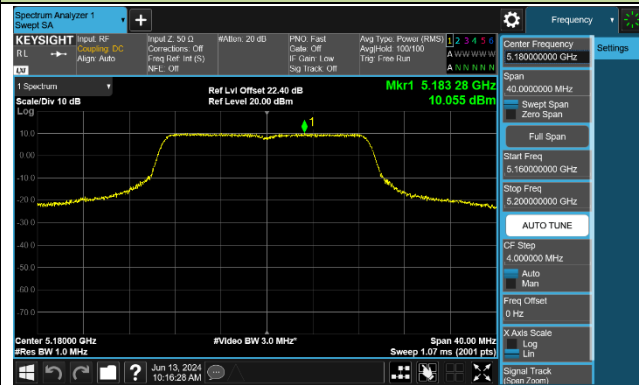 Spectrum Analyzer 1
Swept SA
Frequency
KEYSIGHT
RL
LXI
Input: RF
Coupling: DC
Align: Auto
Input Z: 50 Ω
Corrections: Off
Freq Ref: Int (S)
NFE: Off
#Atten: 20 dB
PNO: Fast
Gate: Off
IF Gain: Low
Sig Track: Off
Avg Type: Power (RMS)
Avg|Hold: 100/100
Trig: Free Run
1 2 3 4 5 6
A W W W W W
A N N N N N
1 Spectrum
Scale/Div 10 dB
Log
Ref Lvl Offset 22.40 dB
Ref Level 20.00 dBm
Mkr1 5.183 28 GHz
10.055 dBm
1
10.0
0.00
-10.0
-20.0
-30.0
-40.0
-50.0
-60.0
-70.0
Center 5.18000 GHz
#Res BW 1.0 MHz
#Video BW 3.0 MHz*
Span 40.00 MHz
Sweep 1.07 ms (2001 pts)
Jun 13, 2024
10:16:28 AM
Center Frequency
5.180000000 GHz
Settings
Span
40.0000000 MHz
Swept Span
Zero Span
Full Span
Start Freq
5.160000000 GHz
Stop Freq
5.200000000 GHz
AUTO TUNE
CF Step
4.000000 MHz
Auto
Man
Freq Offset
0 Hz
X Axis Scale
Log
Lin
Signal Track
(Span Zoom)